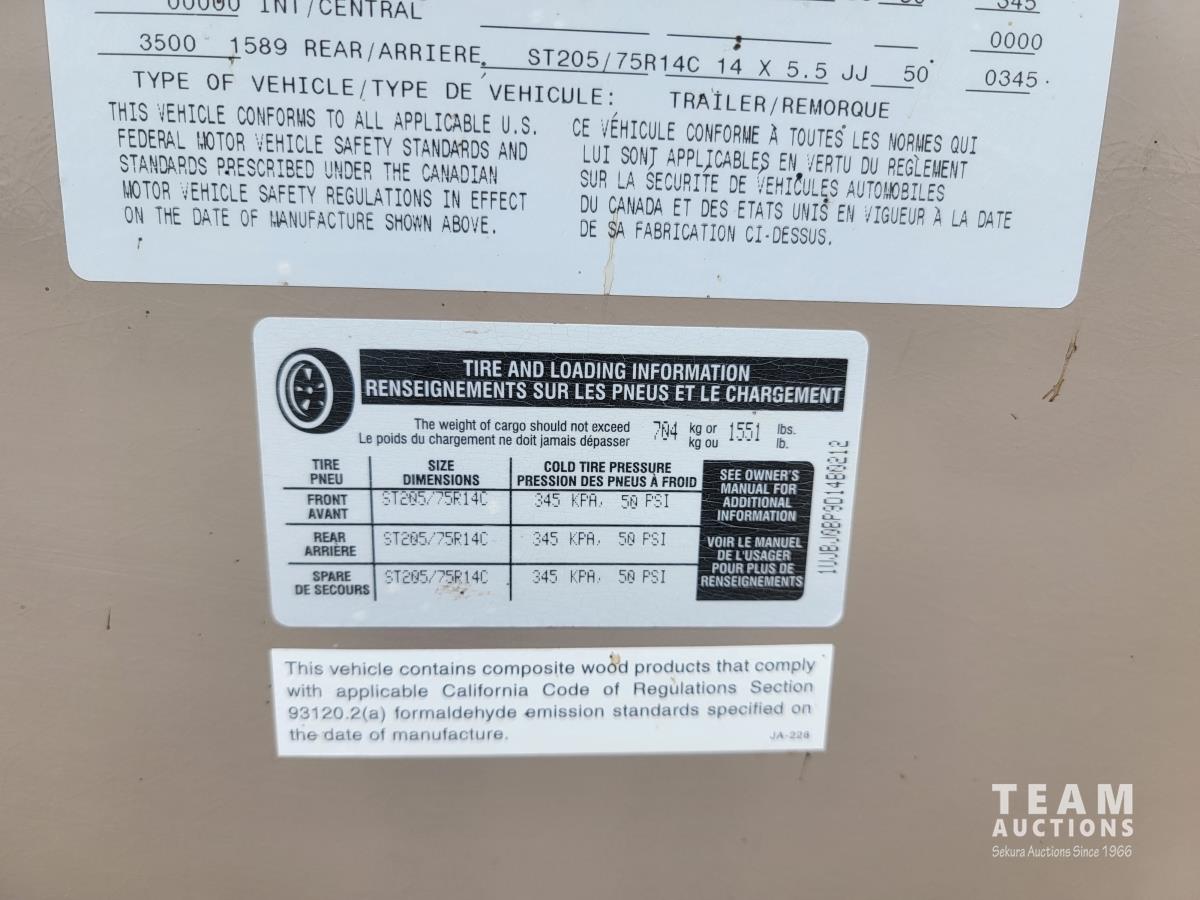 00000 INT/CENTRAL
345
0000
3500 1589 REAR/ARRIERE ST205/75R14C 14 X 5.5 JJ 50 0345
TYPE OF VEHICLE/TYPE DE VEHICULE: TRAILER/REMORQUE
THIS VEHICLE CONFORMS TO ALL APPLICABLE U.S.
FEDERAL MOTOR VEHICLE SAFETY STANDARDS AND
STANDARDS PRESCRIBED UNDER THE CANADIAN
MOTOR VEHICLE SAFETY REGULATIONS IN EFFECT
ON THE DATE OF MANUFACTURE SHOWN ABOVE.
CE VÉHICULE CONFORME À TOUTES LES NORMES QUI
LUI SONT APPLICABLES EN VERTU DU REGLEMENT
SUR LA SECURITE DE VEHICULES AUTOMOBILES
DU CANADA ET DES ETATS UNIS EN VIGUEUR À LA DATE
DE SA FABRICATION CI-DESSUS.
TIRE AND LOADING INFORMATION
RENSEIGNEMENTS SUR LES PNEUS ET LE CHARGEMENT
The weight of cargo should not exceed 704 kg or 1551 lbs.
Le poids du chargement ne doit jamais dépasser kg ou lb.
TIRE SIZE COLD TIRE PRESSURE
PNEU DIMENSIONS PRESSION DES PNEUS À FROID
FRONT ST205/75R14C 345 KPA, 50 PSI
AVANT
REAR ST205/75R14C 345 KPA, 50 PSI
ARRIÈRE
SPARE ST205/75R14C 345 KPA, 50 PSI
DE SECOURS
SEE OWNER'S
MANUAL FOR
ADDITIONAL
INFORMATION
VOIR LE MANUEL
DE L'USAGER
POUR PLUS DE
RENSEIGNEMENTS
1UJBJ0BP9D14B0212
This vehicle contains composite wood products that comply
with applicable California Code of Regulations Section
93120.2(a) formaldehyde emission standards specified on
the date of manufacture. JA-226
TEAM
AUCTIONS
Sekura Auctions Since 1966